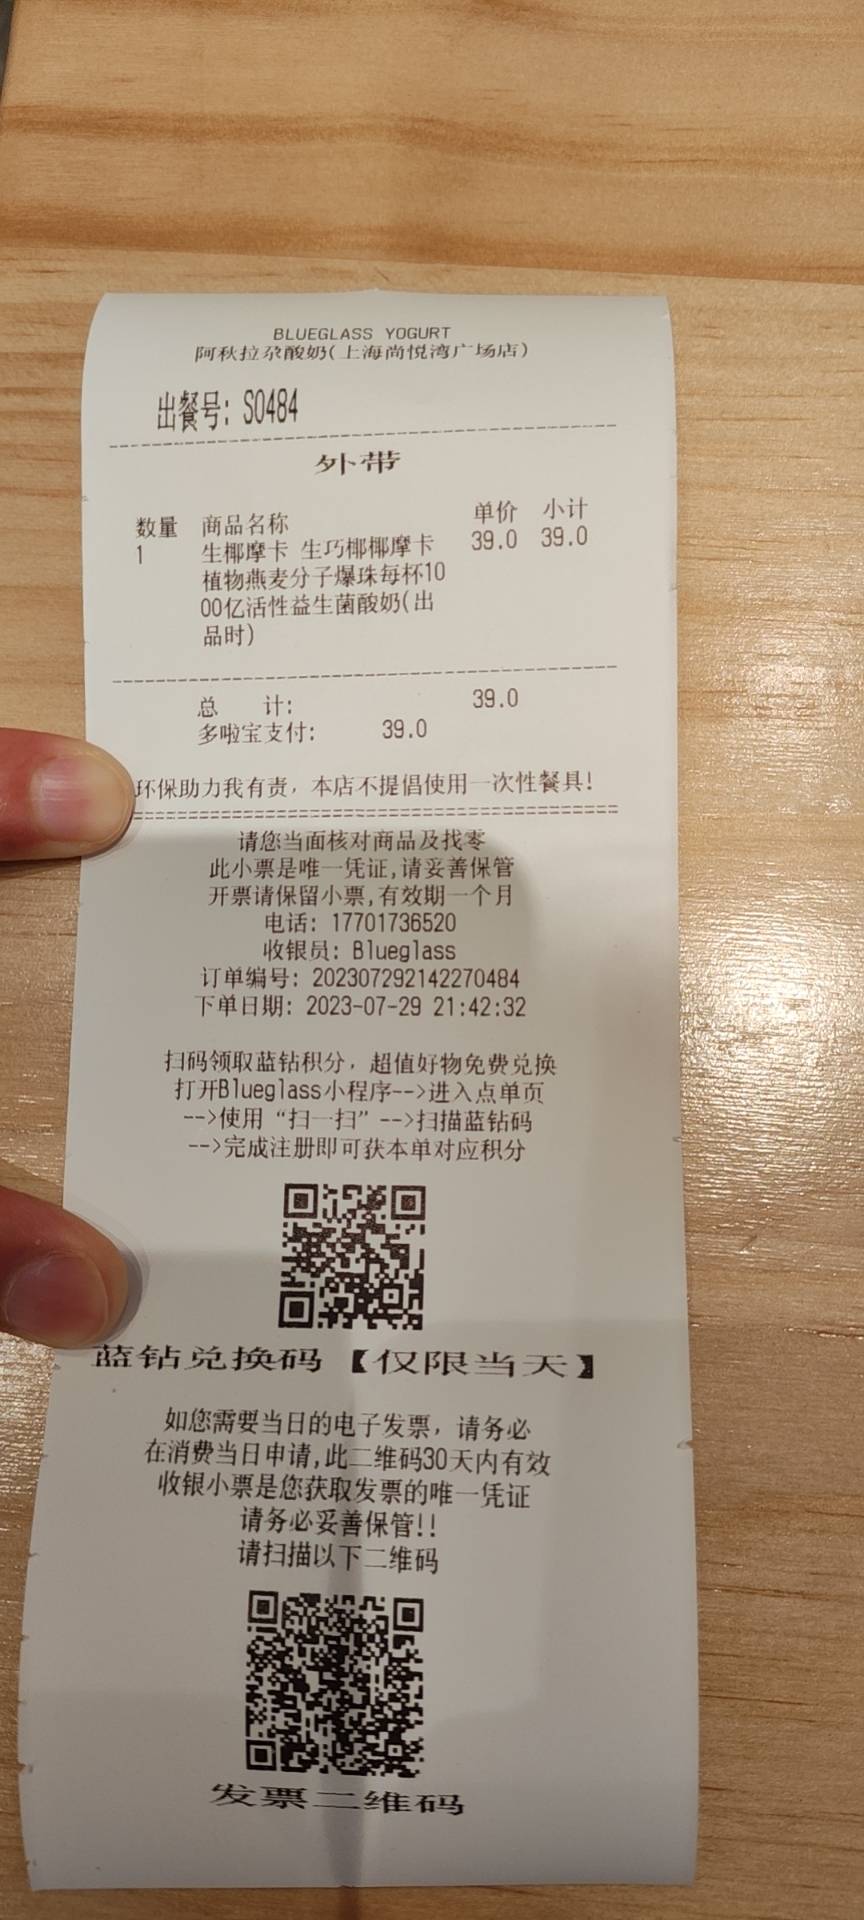 BLUEGLASS YOGURT
阿秋拉尕酸奶(上海尚悦湾广场店)
出餐号: S0484
外带
数量 商品名称 单价 小计
1 生椰摩卡 生巧椰椰摩卡 39.0 39.0
植物燕麦分子爆珠每杯10
00亿活性益生菌酸奶(出
品时)
总 计: 39.0
多啦宝支付: 39.0
环保助力我有责，本店不提倡使用一次性餐具!
请您当面核对商品及找零
此小票是唯一凭证,请妥善保管
开票请保留小票,有效期一个月
电话: 17701736520
收银员: Blueglass
订单编号: 202307292142270484
下单日期: 2023-07-29 21:42:32
扫码领取蓝钻积分，超值好物免费兑换
打开Blueglass小程序-->进入点单页
-->使用“扫一扫”-->扫描蓝钻码
-->完成注册即可获本单对应积分
蓝钻兑换码【仅限当天】
如您需要当日的电子发票，请务必
在消费当日申请,此二维码30天内有效
收银小票是您获取发票的唯一凭证
请务必妥善保管!!
请扫描以下二维码
发票二维码